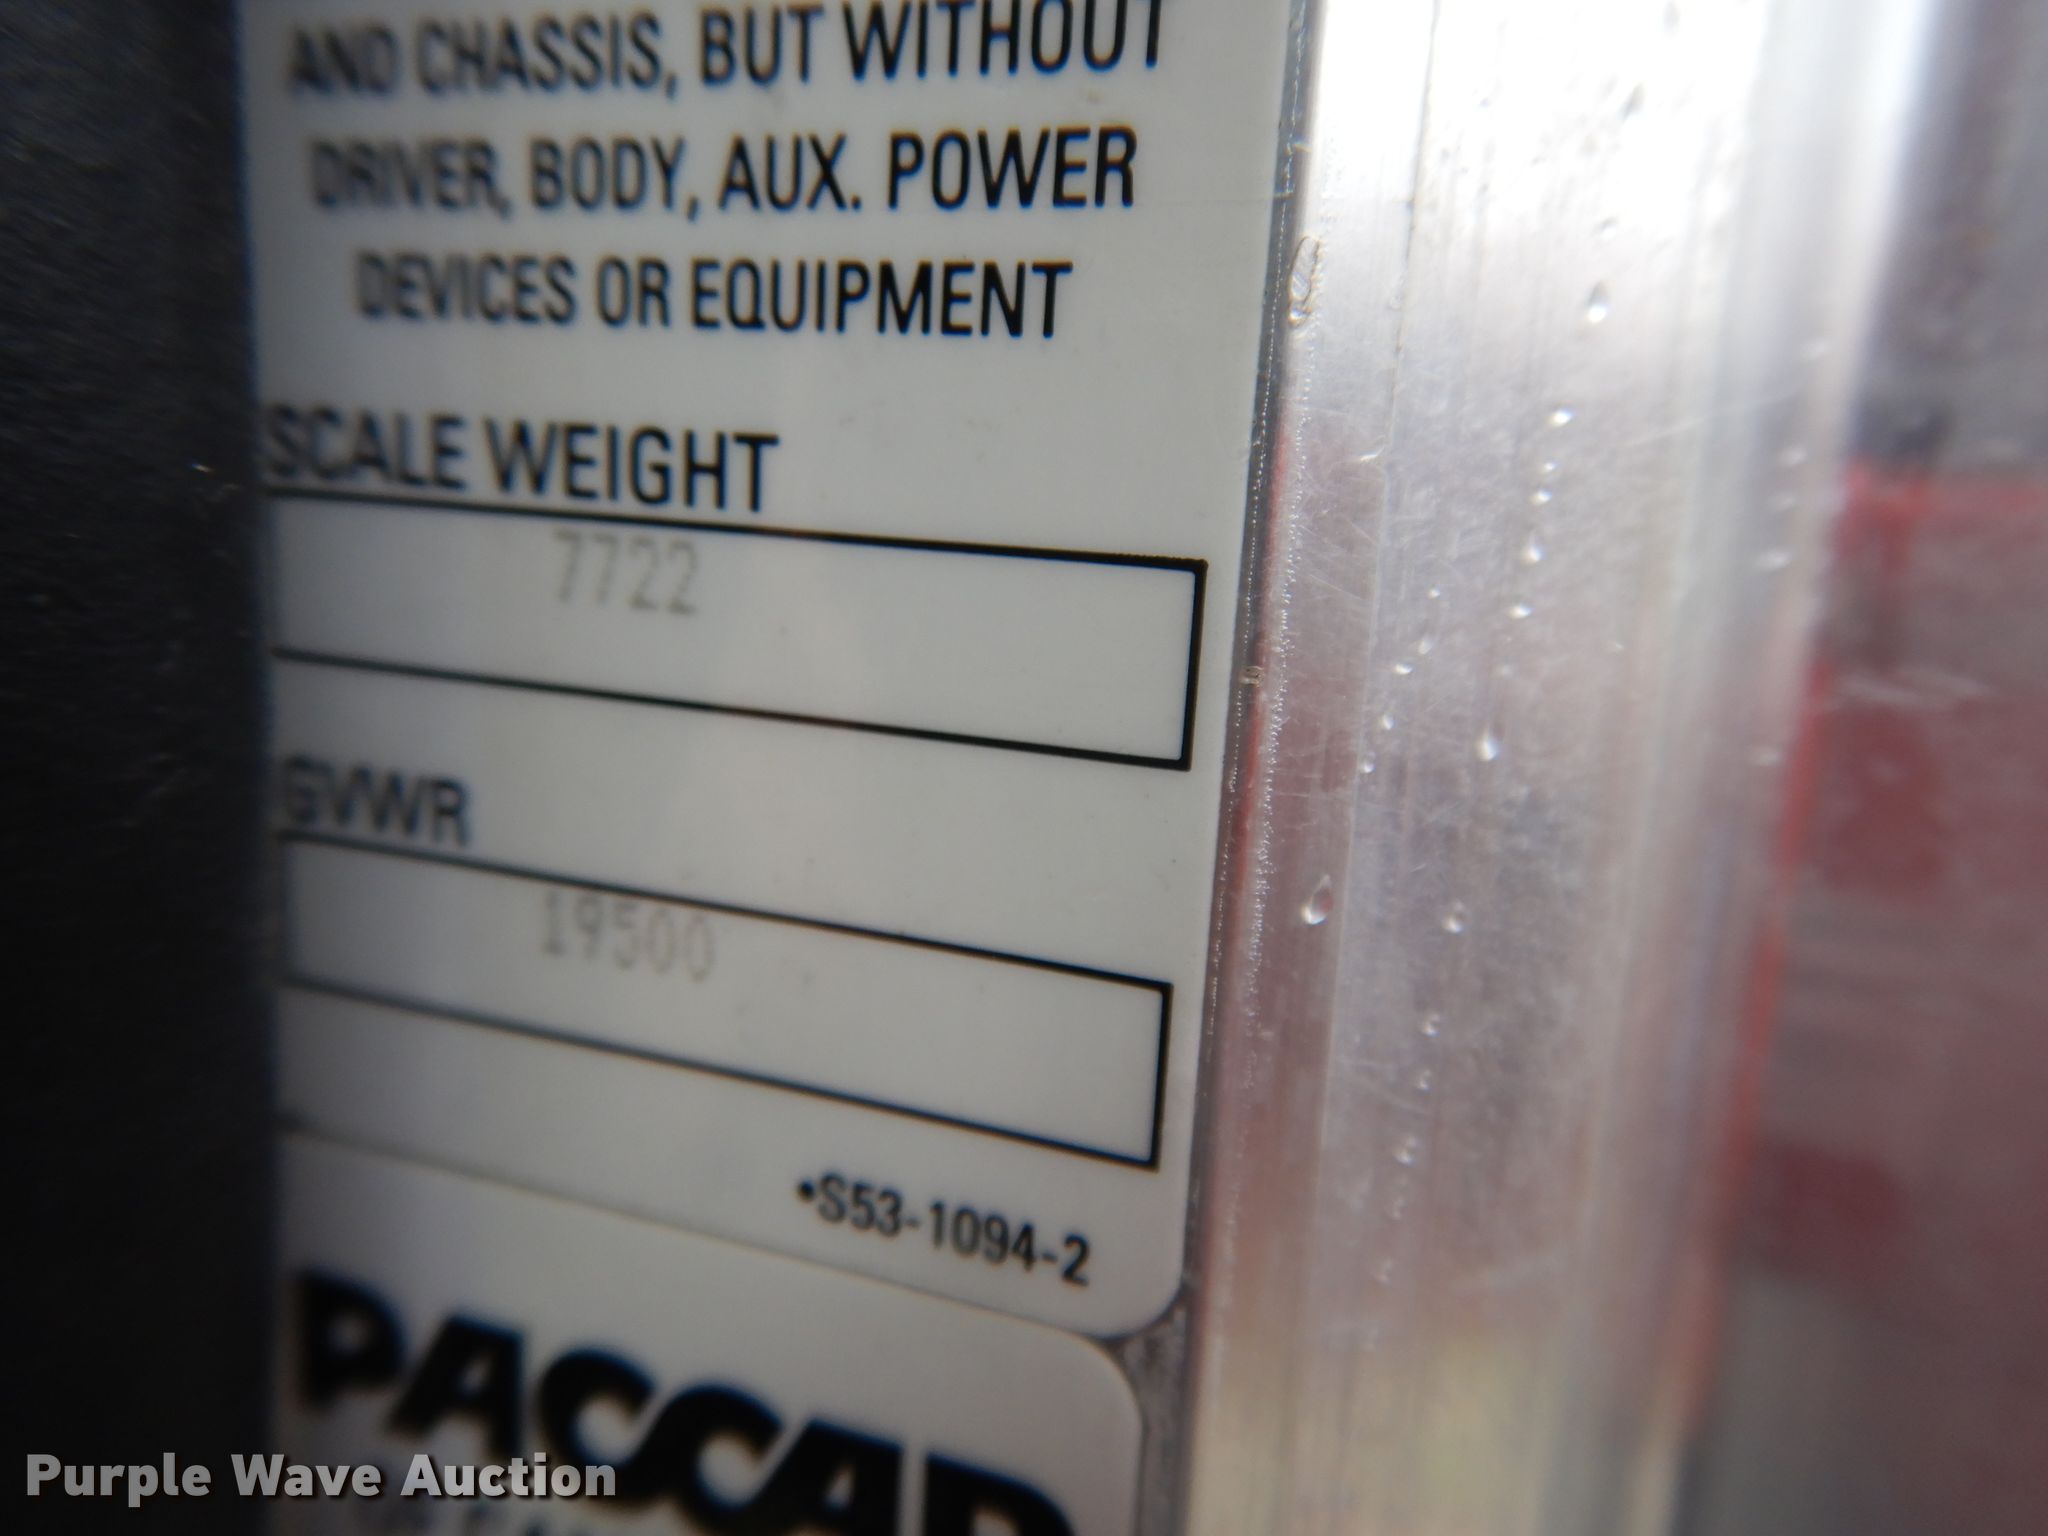 AND CHASSIS, BUT WITHOUT
DRIVER, BODY, AUX. POWER
DEVICES OR EQUIPMENT
SCALE WEIGHT
7722
GVWR
19500
•S53-1094-2
PACCAR
Purple Wave Auction